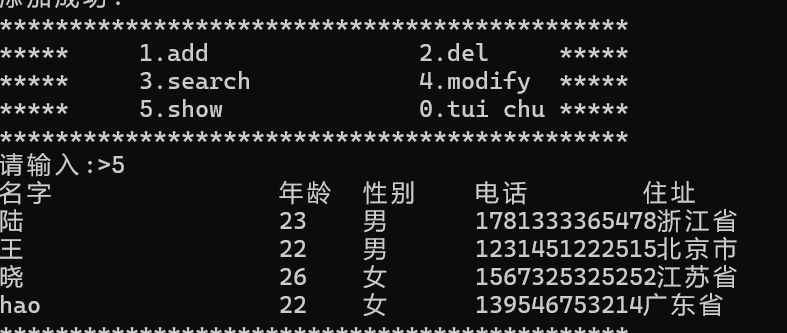 添加成功!
*********************************************
*****     1.add               2.del     *****
*****     3.search            4.modify  *****
*****     5.show              0.tui chu *****
*********************************************
请输入:>5
名字                年龄  性别    电话        住址
陆                  23    男      1781333365478浙江省
王                  22    男      1231451222515北京市
晓                  26    女      1567325325252江苏省
hao                 22    女      139546753214广东省
*********************************************